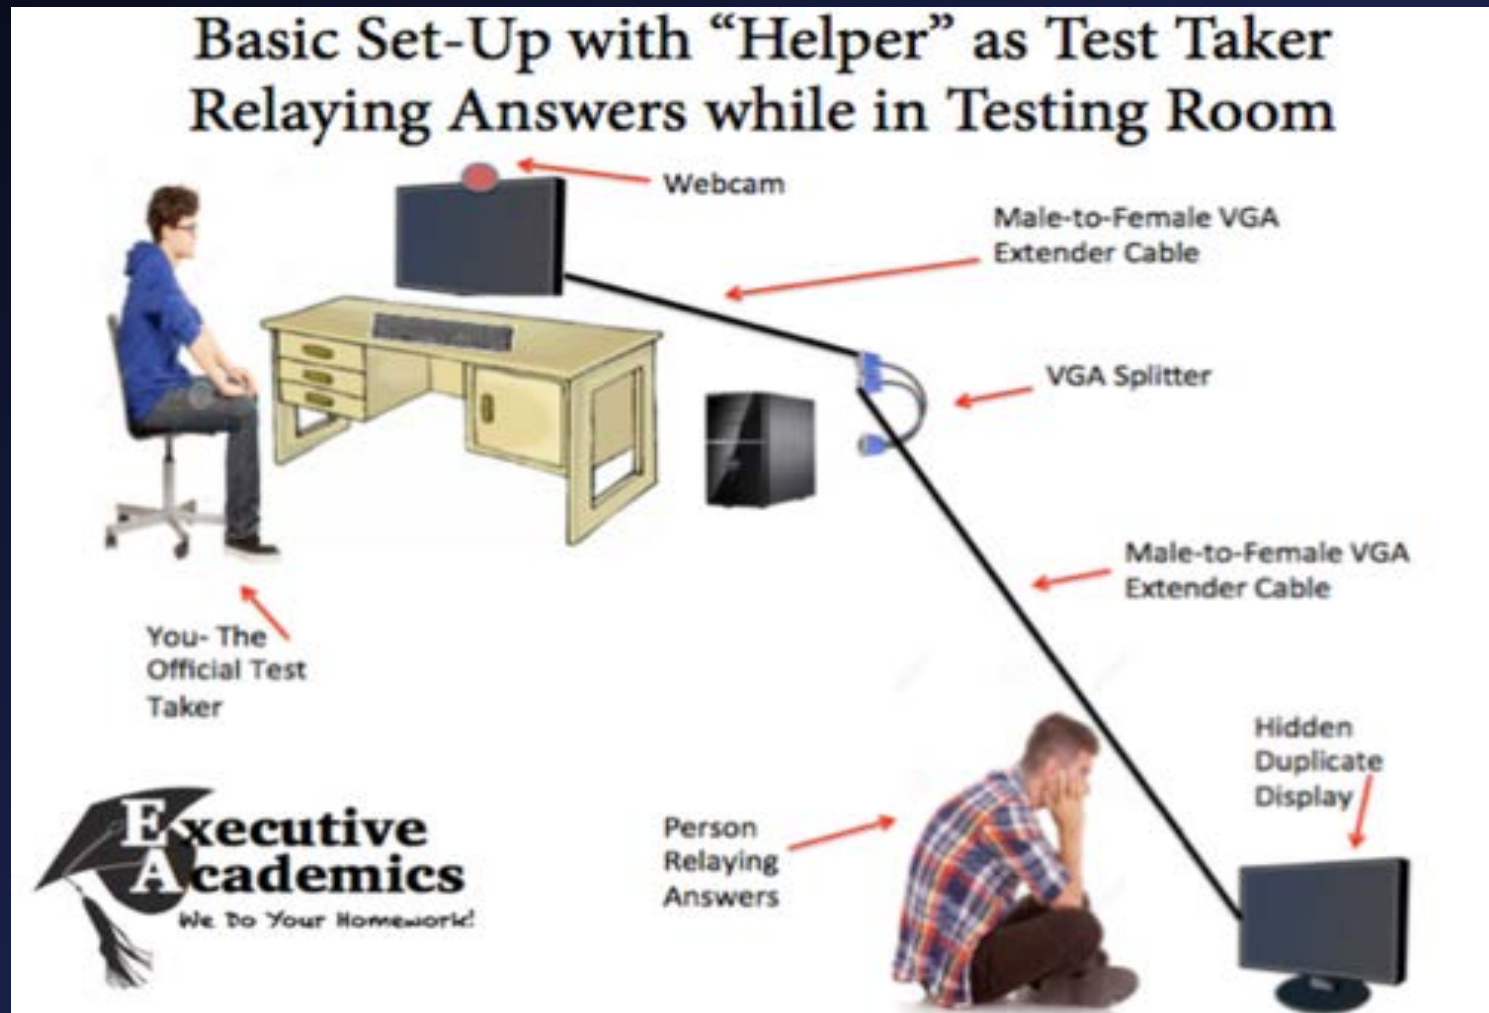 Basic Set-Up with “Helper” as Test Taker
Relaying Answers while in Testing Room
Webcam
Male-to-Female VGA
Extender Cable
VGA Splitter
Male-to-Female VGA
Extender Cable
You- The
Official Test
Taker
Hidden
Duplicate
Display
Person
Relaying
Answers
Executive
Academics
We Do Your Homework!